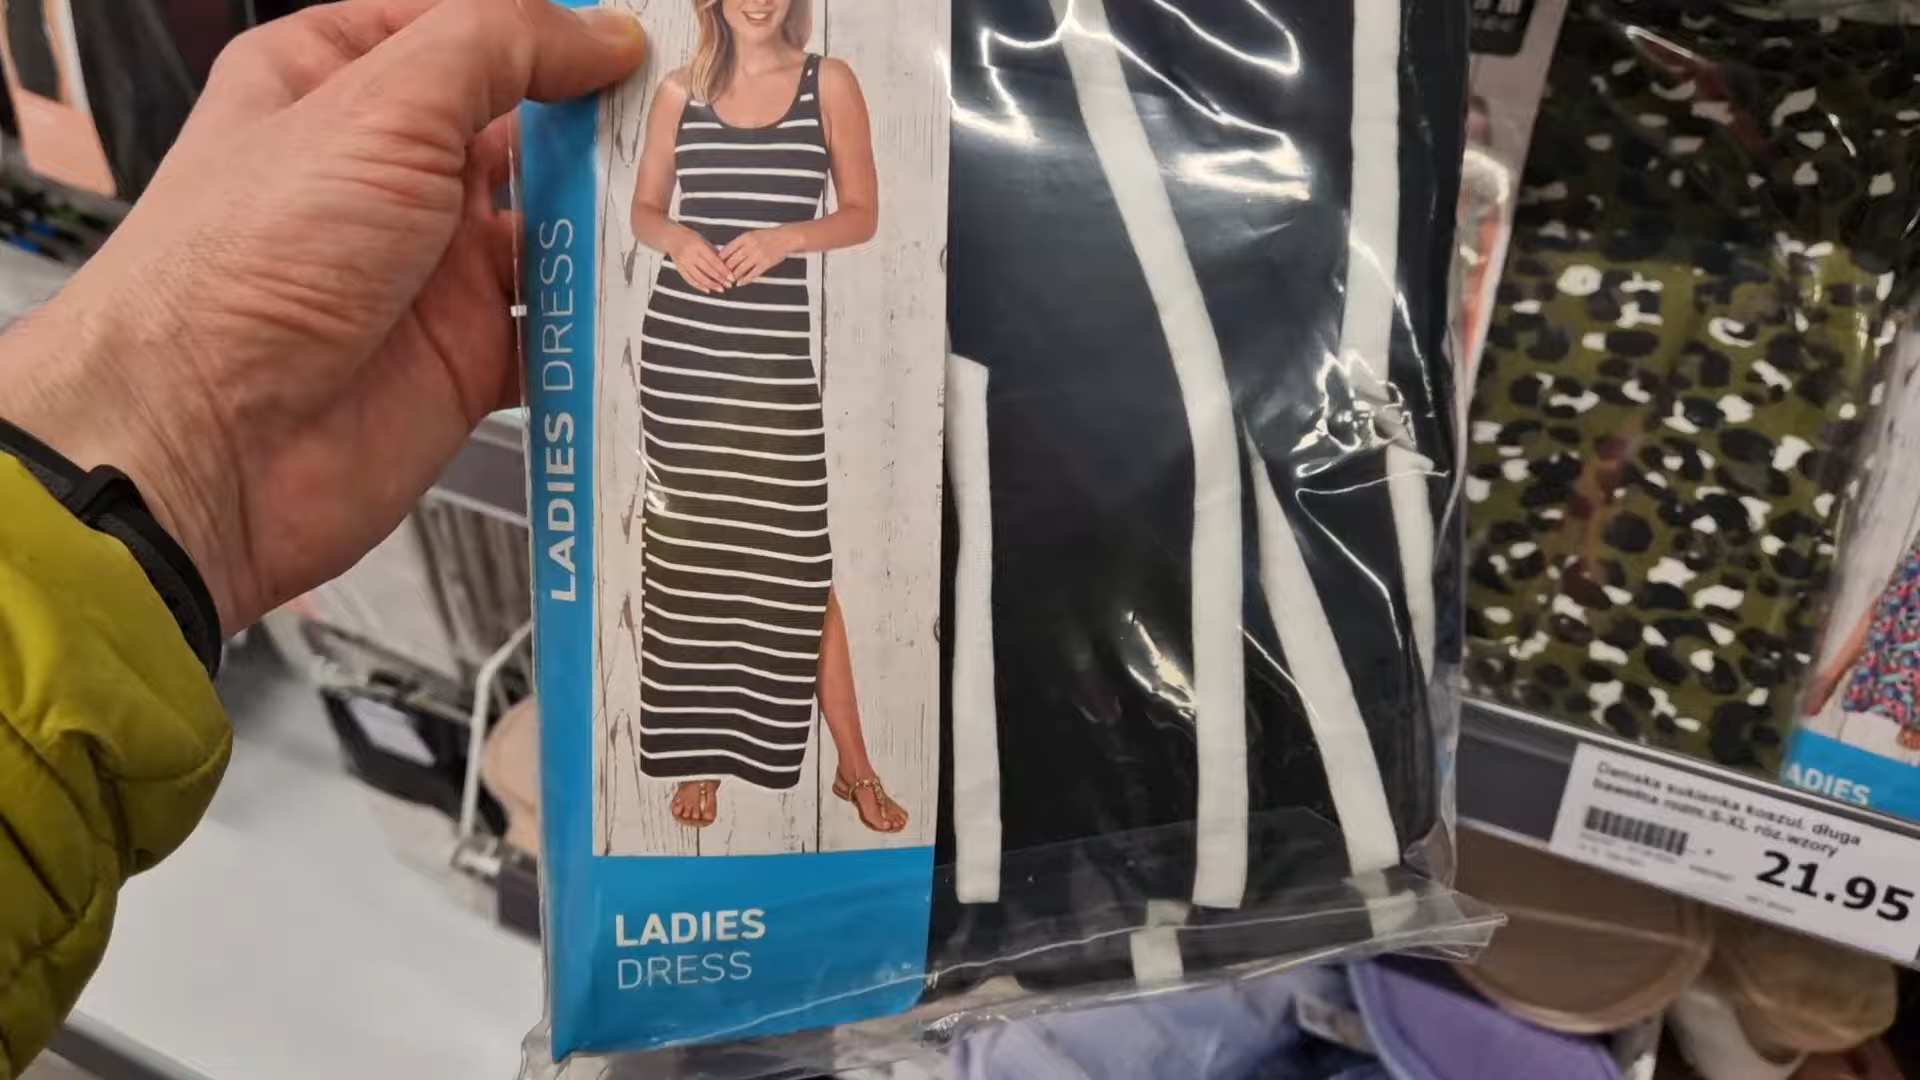 LADIES DRESS
LADIES
DRESS
ADIES
Damska sukienka koszul. długa
bawełna rozm.S-XL róż.wzory
21.95